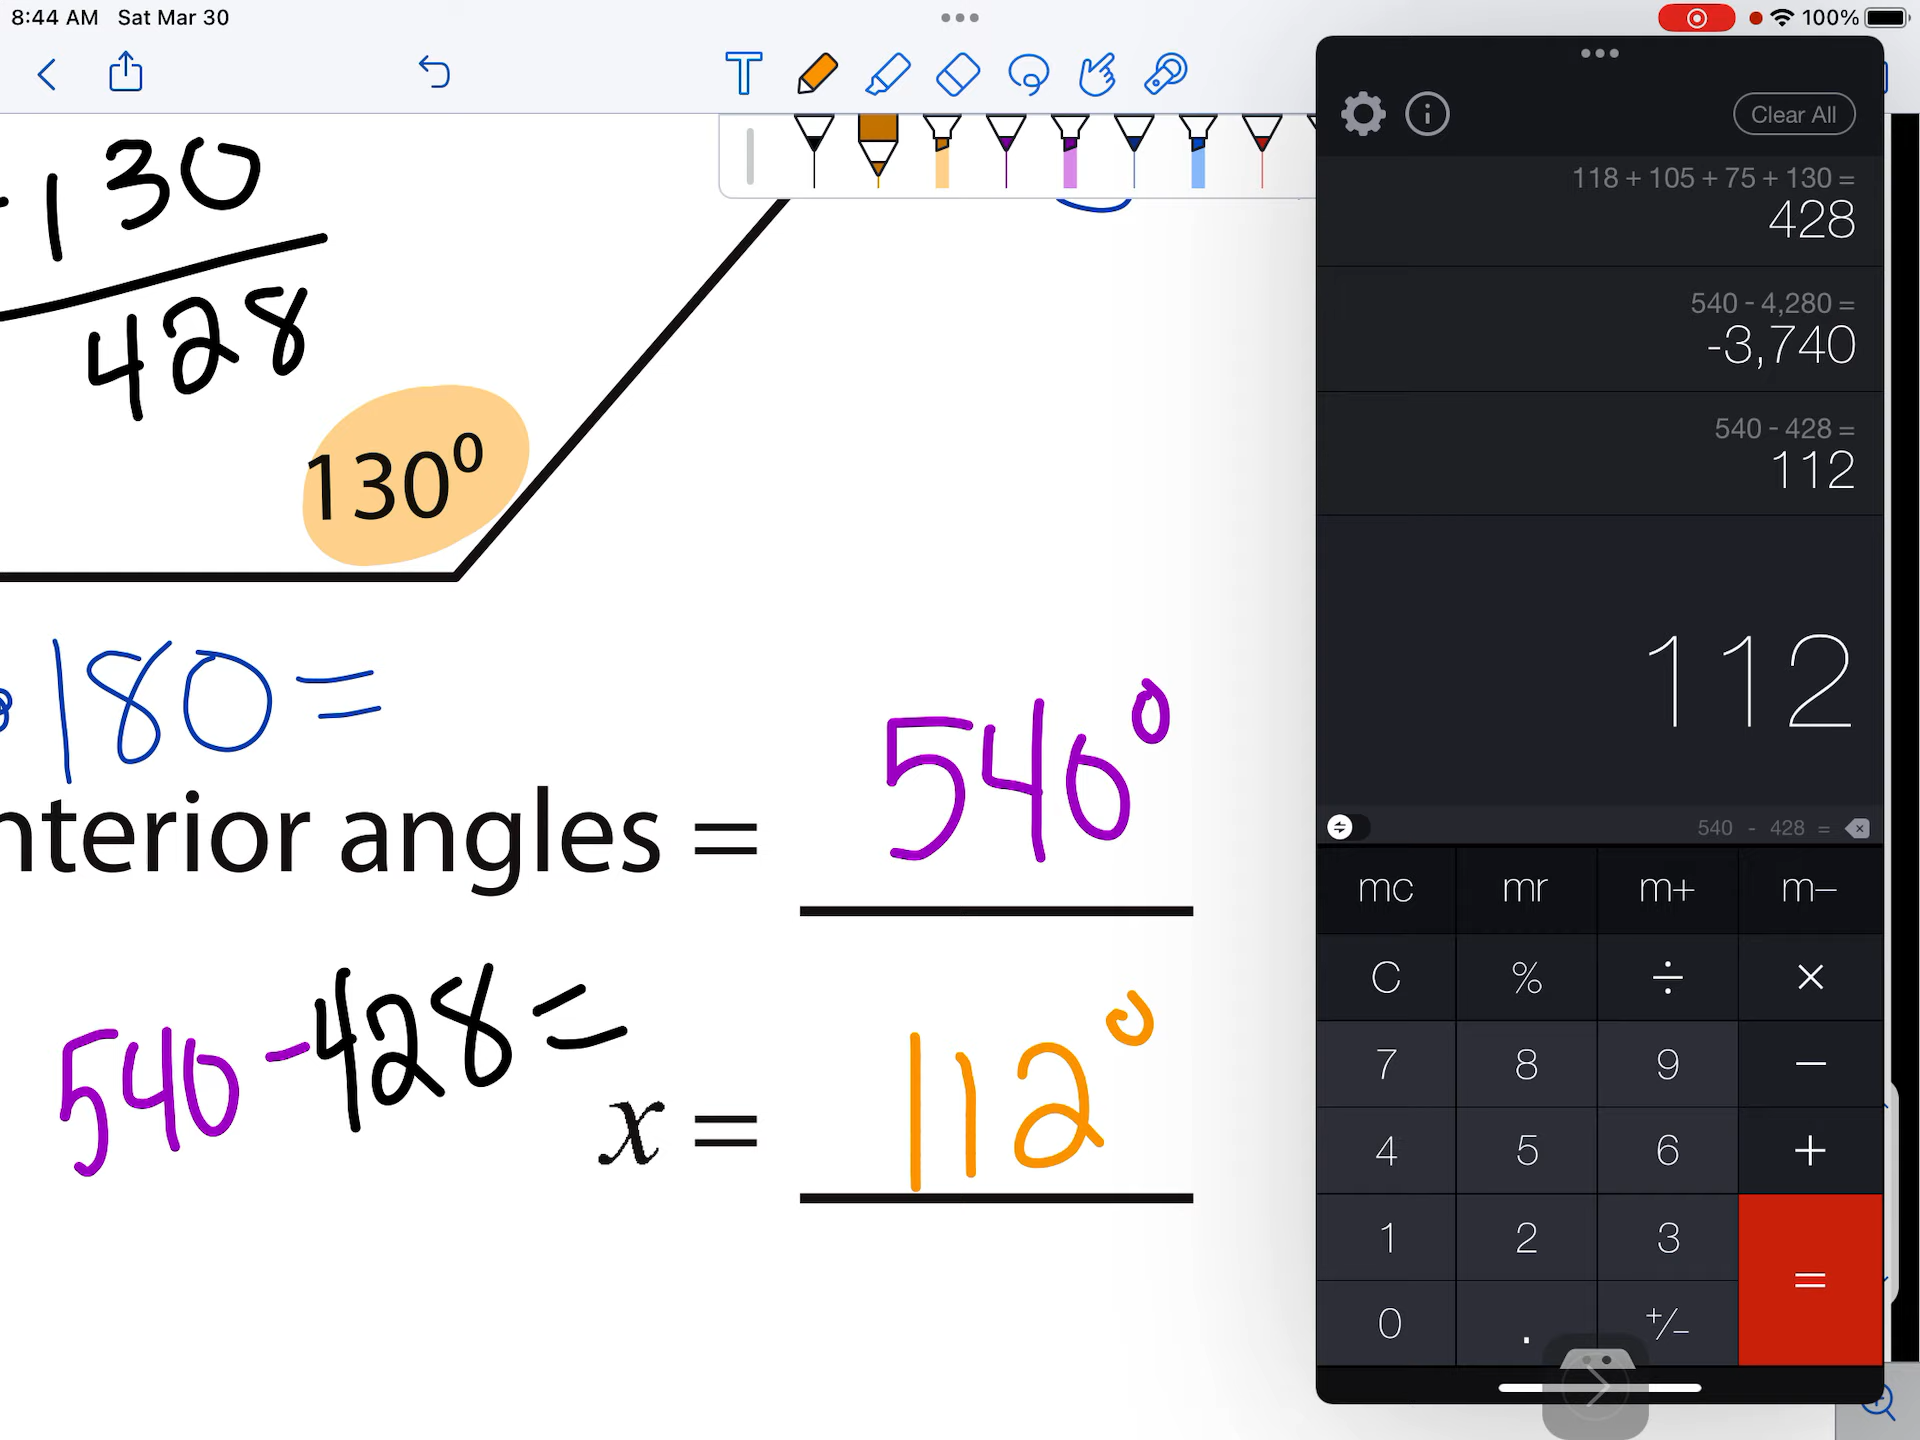 8:44 AM Sat Mar 30
100%
T
130
428
130⁰
180=
nterior angles = 540°
540-428=
x = 112°
Clear All
118 + 105 + 75 + 130 =
428
540 - 4,280 =
-3,740
540 - 428 =
112
112
540 - 428 =
mc mr m+ m–
C % ÷ ×
7 8 9 −
4 5 6 +
1 2 3 =
0 . +/−